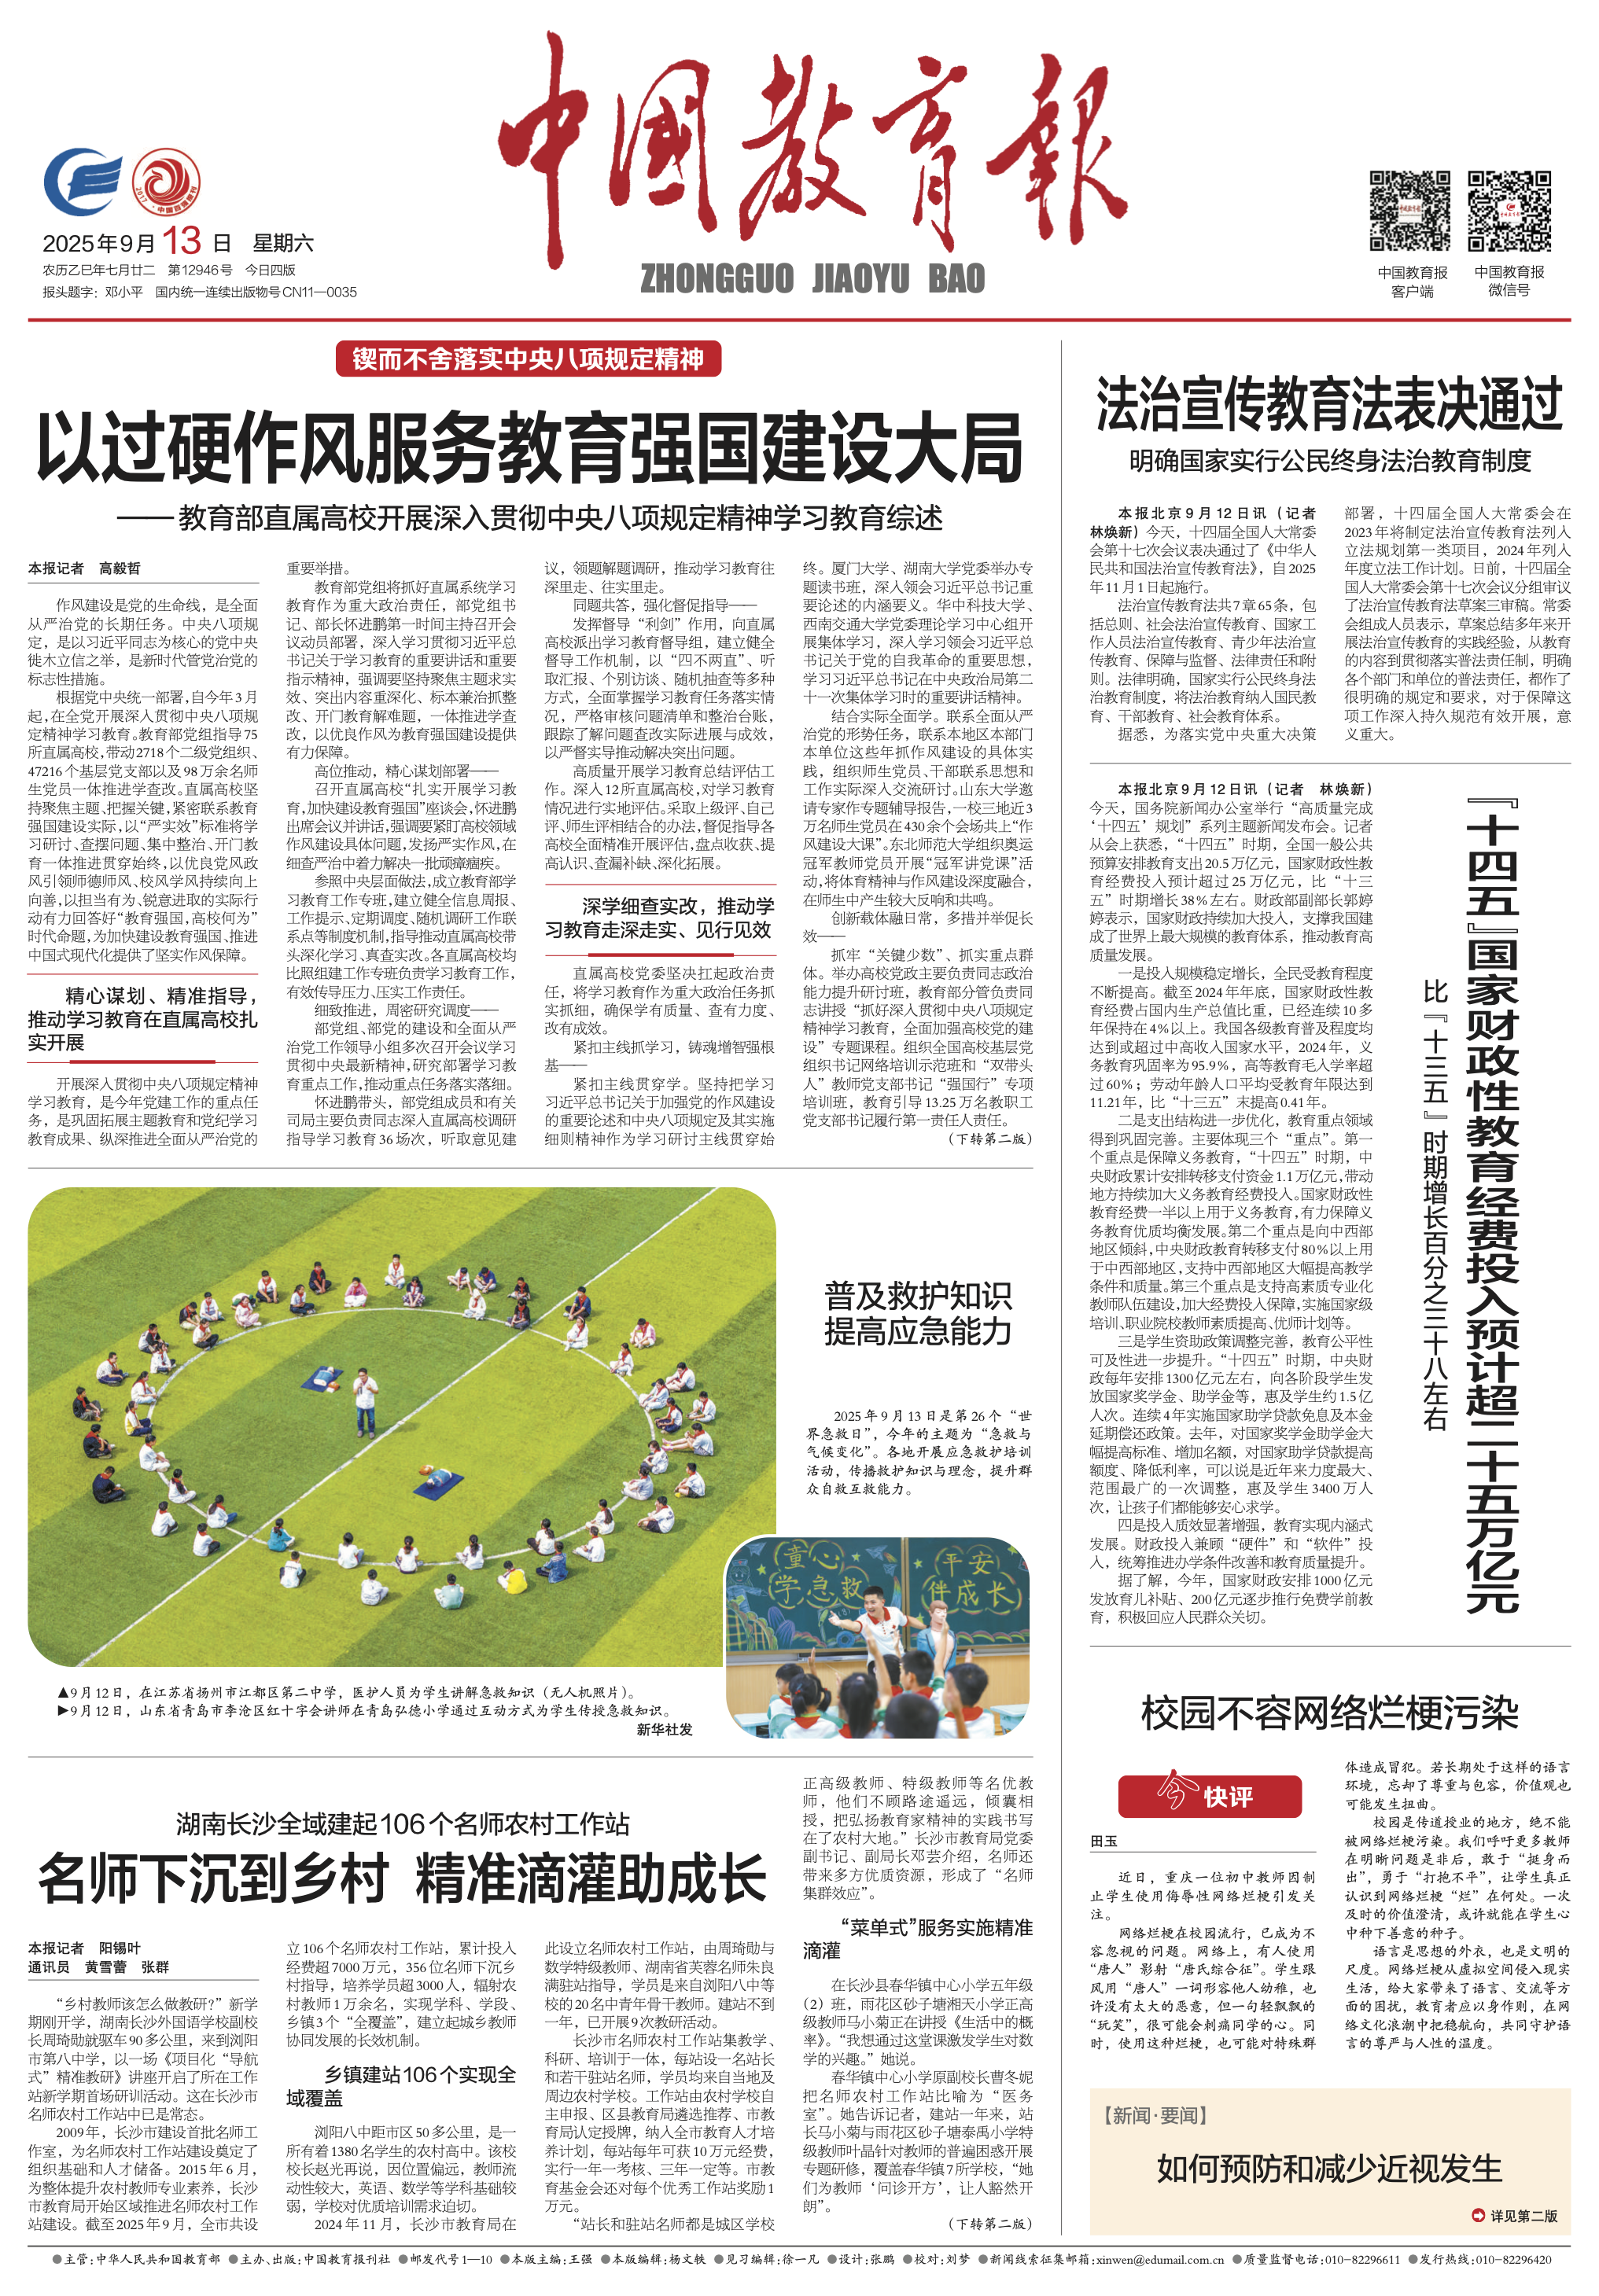 中國教育報
ZHONGGUO JIAOYU BAO
2017·中国百强报刊
2025年9月13日 星期六
农历乙巳年七月廿二 第12946号 今日四版
报头题字：邓小平 国内统一连续出版物号CN11—0035
中国教育报
客户端
中国教育报
微信号
锲而不舍落实中央八项规定精神
以过硬作风服务教育强国建设大局
——教育部直属高校开展深入贯彻中央八项规定精神学习教育综述
本报记者 高毅哲
作风建设是党的生命线，是全面
从严治党的长期任务。中央八项规
定，是以习近平同志为核心的党中央
徙木立信之举，是新时代管党治党的
标志性措施。
根据党中央统一部署，自今年3月
起，在全党开展深入贯彻中央八项规
定精神学习教育。教育部党组指导75
所直属高校，带动2718个二级党组织、
47216个基层党支部以及98万余名师
生党员一体推进学查改。直属高校坚
持聚焦主题、把握关键，紧密联系教育
强国建设实际，以“严实效”标准将学
习研讨、查摆问题、集中整治、开门教
育一体推进贯穿始终，以优良党风政
风引领师德师风、校风学风持续向上
向善，以担当有为、锐意进取的实际行
动有力回答好“教育强国，高校何为”
时代命题，为加快建设教育强国、推进
中国式现代化提供了坚实作风保障。
精心谋划、精准指导，
推动学习教育在直属高校扎
实开展
开展深入贯彻中央八项规定精神
学习教育，是今年党建工作的重点任
务，是巩固拓展主题教育和党纪学习
教育成果、纵深推进全面从严治党的
重要举措。
教育部党组将抓好直属系统学习
教育作为重大政治责任，部党组书
记、部长怀进鹏第一时间主持召开会
议动员部署，深入学习贯彻习近平总
书记关于学习教育的重要讲话和重要
指示精神，强调要坚持聚焦主题求实
效、突出内容重深化、标本兼治抓整
改、开门教育解难题，一体推进学查
改，以优良作风为教育强国建设提供
有力保障。
高位推动，精心谋划部署——
召开直属高校“扎实开展学习教
育，加快建设教育强国”座谈会，怀进鹏
出席会议并讲话，强调要紧盯高校领域
作风建设具体问题，发扬严实作风，在
细查严治中着力解决一批顽瘴痼疾。
参照中央层面做法，成立教育部学
习教育工作专班，建立健全信息周报、
工作提示、定期调度、随机调研工作联
系点等制度机制，指导推动直属高校带
头深化学习、真查实改。各直属高校均
比照组建工作专班负责学习教育工作，
有效传导压力、压实工作责任。
细致推进，周密研究调度——
部党组、部党的建设和全面从严
治党工作领导小组多次召开会议学习
贯彻中央最新精神，研究部署学习教
育重点工作，推动重点任务落实落细。
怀进鹏带头，部党组成员和有关
司局主要负责同志深入直属高校调研
指导学习教育36场次，听取意见建
议，领题解题调研，推动学习教育往
深里走、往实里走。
同题共答，强化督促指导——
发挥督导“利剑”作用，向直属
高校派出学习教育督导组，建立健全
督导工作机制，以“四不两直”、听
取汇报、个别访谈、随机抽查等多种
方式，全面掌握学习教育任务落实情
况，严格审核问题清单和整治台账，
跟踪了解问题查改实际进展与成效，
以严督实导推动解决突出问题。
高质量开展学习教育总结评估工
作。深入12所直属高校，对学习教育
情况进行实地评估。采取上级评、自己
评、师生评相结合的办法，督促指导各
高校全面精准开展评估，盘点收获、提
高认识、查漏补缺、深化拓展。
深学细查实改，推动学
习教育走深走实、见行见效
直属高校党委坚决扛起政治责
任，将学习教育作为重大政治任务抓
实抓细，确保学有质量、查有力度、
改有成效。
紧扣主线抓学习，铸魂增智强根
基——
紧扣主线贯穿学。坚持把学习
习近平总书记关于加强党的作风建设
的重要论述和中央八项规定及其实施
细则精神作为学习研讨主线贯穿始
终。厦门大学、湖南大学党委举办专
题读书班，深入领会习近平总书记重
要论述的内涵要义。华中科技大学、
西南交通大学党委理论学习中心组开
展集体学习，深入学习领会习近平总
书记关于党的自我革命的重要思想，
学习习近平总书记在中央政治局第二
十一次集体学习时的重要讲话精神。
结合实际全面学。联系全面从严
治党的形势任务，联系本地区本部门
本单位这些年抓作风建设的具体实
践，组织师生党员、干部联系思想和
工作实际深入交流研讨。山东大学邀
请专家作专题辅导报告，一校三地近3
万名师生党员在430余个会场共上“作
风建设大课”。东北师范大学组织奥运
冠军教师党员开展“冠军讲党课”活
动，将体育精神与作风建设深度融合，
在师生中产生较大反响和共鸣。
创新载体融日常，多措并举促长
效——
抓牢“关键少数”、抓实重点群
体。举办高校党政主要负责同志政治
能力提升研讨班，教育部分管负责同
志讲授“抓好深入贯彻中央八项规定
精神学习教育，全面加强高校党的建
设”专题课程。组织全国高校基层党
组织书记网络培训示范班和“双带头
人”教师党支部书记“强国行”专项
培训班，教育引导13.25万名教职工
党支部书记履行第一责任人责任。
（下转第二版）
法治宣传教育法表决通过
明确国家实行公民终身法治教育制度
本报北京9月12日讯（记者
林焕新）今天，十四届全国人大常委
会第十七次会议表决通过了《中华人
民共和国法治宣传教育法》，自2025
年11月1日起施行。
法治宣传教育法共7章65条，包
括总则、社会法治宣传教育、国家工
作人员法治宣传教育、青少年法治宣
传教育、保障与监督、法律责任和附
则。法律明确，国家实行公民终身法
治教育制度，将法治教育纳入国民教
育、干部教育、社会教育体系。
据悉，为落实党中央重大决策
部署，十四届全国人大常委会在
2023年将制定法治宣传教育法列入
立法规划第一类项目，2024年列入
年度立法工作计划。日前，十四届全
国人大常委会第十七次会议分组审议
了法治宣传教育法草案三审稿。常委
会组成人员表示，草案总结多年来开
展法治宣传教育的实践经验，从教育
的内容到贯彻落实普法责任制，明确
各个部门和单位的普法责任，都作了
很明确的规定和要求，对于保障这
项工作深入持久规范有效开展，意
义重大。
『十四五』国家财政性教育经费投入预计超二十五万亿元
比『十三五』时期增长百分之三十八左右
本报北京9月12日讯（记者 林焕新）
今天，国务院新闻办公室举行“高质量完成
‘十四五’规划”系列主题新闻发布会。记者
从会上获悉，“十四五”时期，全国一般公共
预算安排教育支出20.5万亿元，国家财政性教
育经费投入预计超过25万亿元，比“十三
五”时期增长38%左右。财政部副部长郭婷
婷表示，国家财政持续加大投入，支撑我国建
成了世界上最大规模的教育体系，推动教育高
质量发展。
一是投入规模稳定增长，全民受教育程度
不断提高。截至2024年年底，国家财政性教
育经费占国内生产总值比重，已经连续10多
年保持在4%以上。我国各级教育普及程度均
达到或超过中高收入国家水平，2024年，义
务教育巩固率为95.9%，高等教育毛入学率超
过60%；劳动年龄人口平均受教育年限达到
11.21年，比“十三五”末提高0.41年。
二是支出结构进一步优化，教育重点领域
得到巩固完善。主要体现三个“重点”。第一
个重点是保障义务教育，“十四五”时期，中
央财政累计安排转移支付资金1.1万亿元，带动
地方持续加大义务教育经费投入。国家财政性
教育经费一半以上用于义务教育，有力保障义
务教育优质均衡发展。第二个重点是向中西部
地区倾斜，中央财政教育转移支付80%以上用
于中西部地区，支持中西部地区大幅提高教学
条件和质量。第三个重点是支持高素质专业化
教师队伍建设，加大经费投入保障，实施国家级
培训、职业院校教师素质提高、优师计划等。
三是学生资助政策调整完善，教育公平性
可及性进一步提升。“十四五”时期，中央财
政每年安排1300亿元左右，向各阶段学生发
放国家奖学金、助学金等，惠及学生约1.5亿
人次。连续4年实施国家助学贷款免息及本金
延期偿还政策。去年，对国家奖学金助学金大
幅提高标准、增加名额，对国家助学贷款提高
额度、降低利率，可以说是近年来力度最大、
范围最广的一次调整，惠及学生3400万人
次，让孩子们都能够安心求学。
四是投入质效显著增强，教育实现内涵式
发展。财政投入兼顾“硬件”和“软件”投
入，统筹推进办学条件改善和教育质量提升。
据了解，今年，国家财政安排1000亿元
发放育儿补贴、200亿元逐步推行免费学前教
育，积极回应人民群众关切。
普及救护知识
提高应急能力
2025年9月13日是第26个“世
界急救日”，今年的主题为“急救与
气候变化”。各地开展应急救护培训
活动，传播救护知识与理念，提升群
众自救互救能力。
童心
学急救
平安
伴成长
▲9月12日，在江苏省扬州市江都区第二中学，医护人员为学生讲解急救知识（无人机照片）。
▶9月12日，山东省青岛市李沧区红十字会讲师在青岛弘德小学通过互动方式为学生传授急救知识。
新华社发
湖南长沙全域建起106个名师农村工作站
名师下沉到乡村 精准滴灌助成长
本报记者 阳锡叶
通讯员 黄雪蕾 张群
“乡村教师该怎么做教研？”新学
期刚开学，湖南长沙外国语学校副校
长周琦勋就驱车90多公里，来到浏阳
市第八中学，以一场《项目化“导航
式”精准教研》讲座开启了所在工作
站新学期首场研训活动。这在长沙市
名师农村工作站中已是常态。
2009年，长沙市建设首批名师工
作室，为名师农村工作站建设奠定了
组织基础和人才储备。2015年6月，
为整体提升农村教师专业素养，长沙
市教育局开始区域推进名师农村工作
站建设。截至2025年9月，全市共设
立106个名师农村工作站，累计投入
经费超7000万元，356位名师下沉乡
村指导，培养学员超3000人，辐射农
村教师1万余名，实现学科、学段、
乡镇3个“全覆盖”，建立起城乡教师
协同发展的长效机制。
乡镇建站106个实现全
域覆盖
浏阳八中距市区50多公里，是一
所有着1380名学生的农村高中。该校
校长赵光再说，因位置偏远，教师流
动性较大，英语、数学等学科基础较
弱，学校对优质培训需求迫切。
2024年11月，长沙市教育局在
此设立名师农村工作站，由周琦勋与
数学特级教师、湖南省芙蓉名师朱良
满驻站指导，学员是来自浏阳八中等
校的20名中青年骨干教师。建站不到
一年，已开展9次教研活动。
长沙市名师农村工作站集教学、
科研、培训于一体，每站设一名站长
和若干驻站名师，学员均来自当地及
周边农村学校。工作站由农村学校自
主申报、区县教育局遴选推荐、市教
育局认定授牌，纳入全市教育人才培
养计划，每站每年可获10万元经费，
实行一年一考核、三年一定等。市教
育基金会还对每个优秀工作站奖励1
万元。
“站长和驻站名师都是城区学校
正高级教师、特级教师等名优教
师，他们不顾路途遥远，倾囊相
授，把弘扬教育家精神的实践书写
在了农村大地。”长沙市教育局党委
副书记、副局长邓芸介绍，名师还
带来多方优质资源，形成了“名师
集群效应”。
“菜单式”服务实施精准
滴灌
在长沙县春华镇中心小学五年级
（2）班，雨花区砂子塘湘天小学正高
级教师马小菊正在讲授《生活中的概
率》。“我想通过这堂课激发学生对数
学的兴趣。”她说。
春华镇中心小学原副校长曹冬妮
把名师农村工作站比喻为“医务
室”。她告诉记者，建站一年来，站
长马小菊与雨花区砂子塘泰禹小学特
级教师叶晶针对教师的普遍困惑开展
专题研修，覆盖春华镇7所学校，“她
们为教师‘问诊开方’，让人豁然开
朗”。
（下转第二版）
校园不容网络烂梗污染
今 快评
田玉
近日，重庆一位初中教师因制
止学生使用侮辱性网络烂梗引发关
注。
网络烂梗在校园流行，已成为不
容忽视的问题。网络上，有人使用
“唐人”影射“唐氏综合征”。学生跟
风用“唐人”一词形容他人幼稚，也
许没有太大的恶意，但一句轻飘飘的
“玩笑”，很可能会刺痛同学的心。同
时，使用这种烂梗，也可能对特殊群
体造成冒犯。若长期处于这样的语言
环境，忘却了尊重与包容，价值观也
可能发生扭曲。
校园是传道授业的地方，绝不能
被网络烂梗污染。我们呼吁更多教师
在明晰问题是非后，敢于“挺身而
出”，勇于“打抱不平”，让学生真正
认识到网络烂梗“烂”在何处。一次
及时的价值澄清，或许就能在学生心
中种下善意的种子。
语言是思想的外衣，也是文明的
尺度。网络烂梗从虚拟空间侵入现实
生活，给大家带来了语言、交流等方
面的困扰，教育者应以身作则，在网
络文化浪潮中把稳航向，共同守护语
言的尊严与人性的温度。
【新闻·要闻】
如何预防和减少近视发生
详见第二版
●主管：中华人民共和国教育部 ●主办、出版：中国教育报刊社 ●邮发代号1—10 ●本版主编：王强 ●本版编辑：杨文轶 ●见习编辑：徐一凡 ●设计：张鹏 ●校对：刘梦 ●新闻线索征集邮箱：xinwen@edumail.com.cn ●质量监督电话：010-82296611 ●发行热线：010-82296420